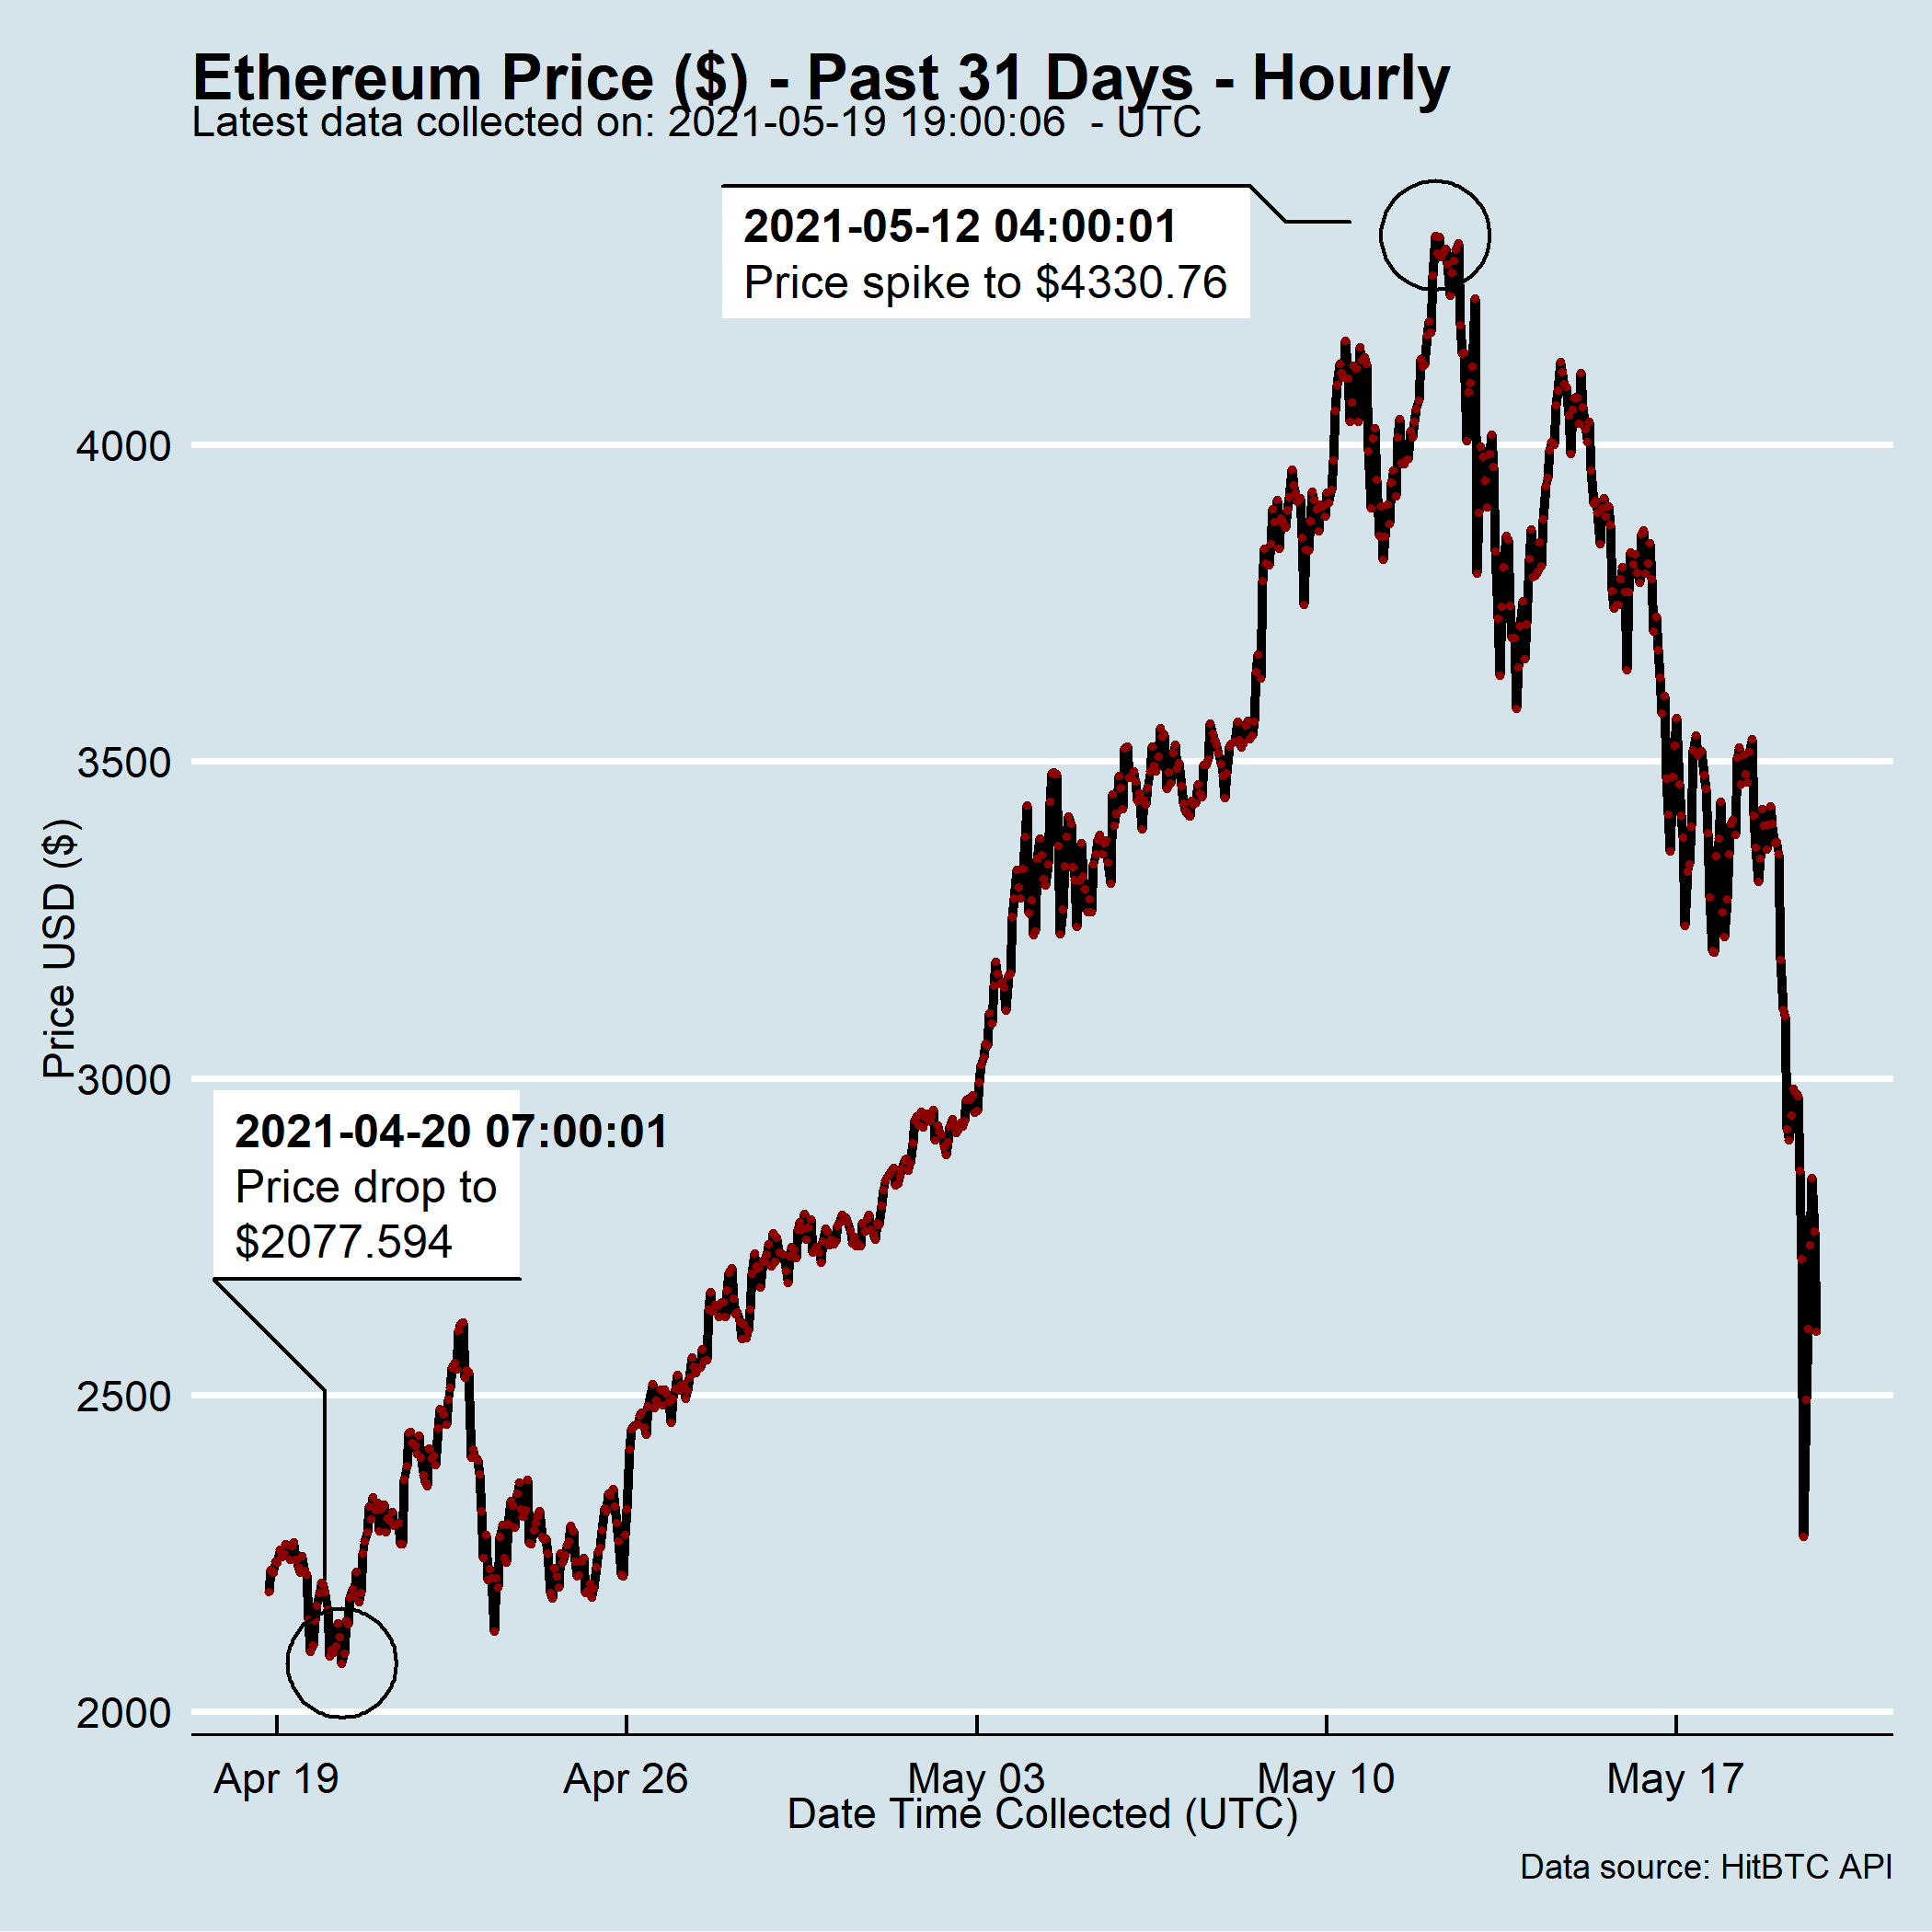 Ethereum Price ($) - Past 31 Days - Hourly
Latest data collected on: 2021-05-19 19:00:06  - UTC
2021-05-12 04:00:01
Price spike to $4330.76
4000
3500
3000
2500
2000
Price USD ($)
2021-04-20 07:00:01
Price drop to
$2077.594
Apr 19
Apr 26
May 03
May 10
May 17
Date Time Collected (UTC)
Data source: HitBTC API